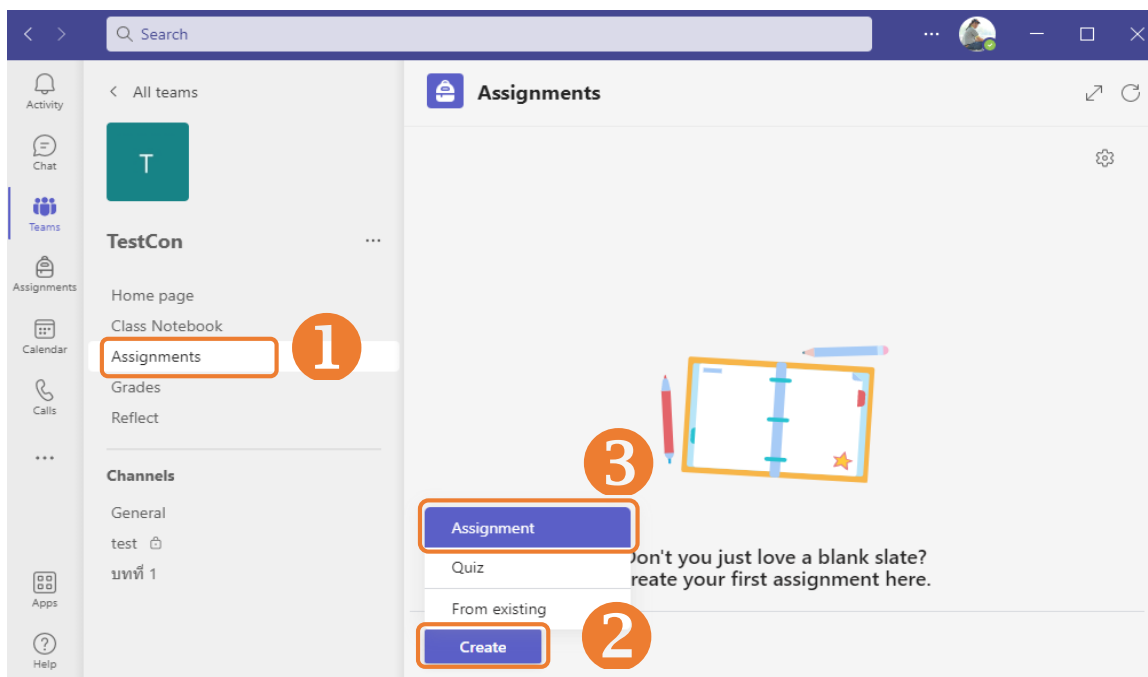 Search
Activity
Chat
Teams
Assignments
Calendar
Calls
Apps
Help
All teams
T
TestCon
Home page
Class Notebook
Assignments
1
Grades
Reflect
Channels
General
test
บทที่ 1
Assignments
3
Assignment
Quiz
From existing
Create
2
Don't you just love a blank slate?
reate your first assignment here.